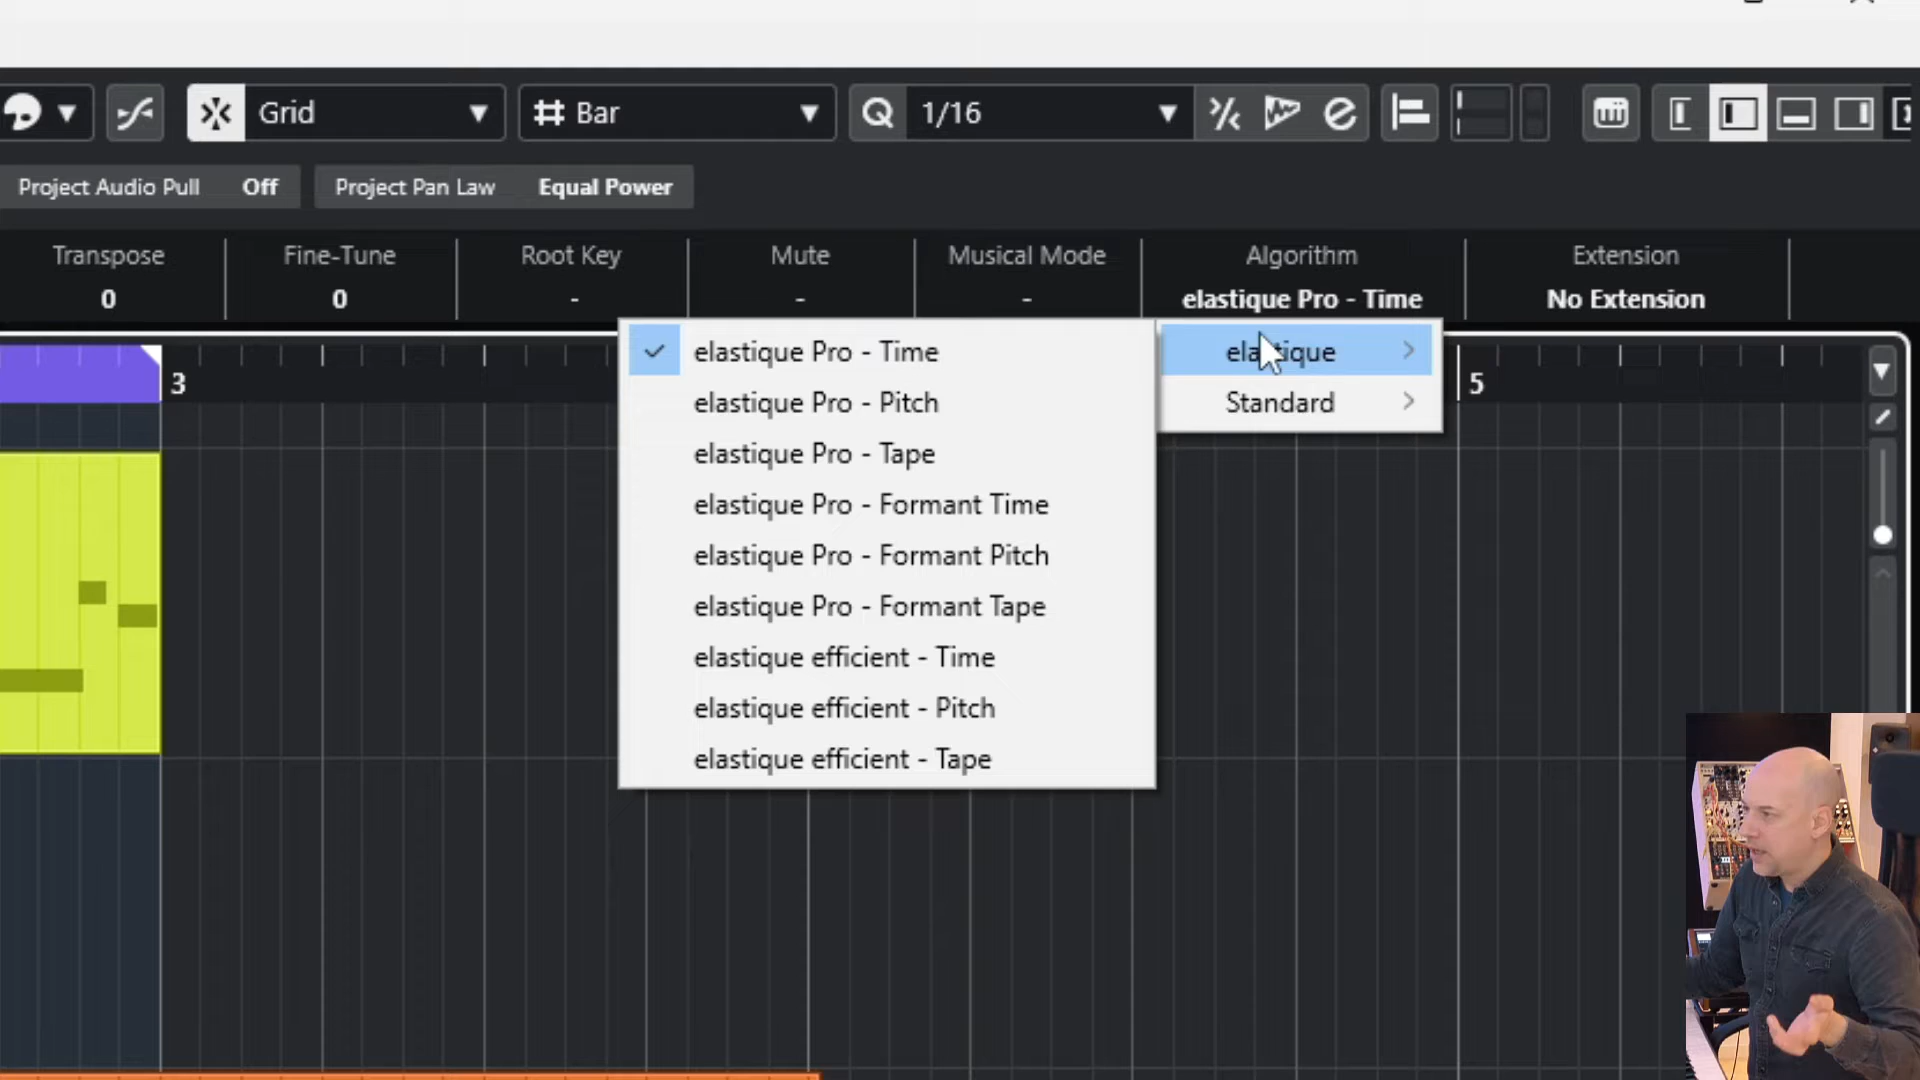 Grid
Bar
Q
1/16
Project Audio Pull Off
Project Pan Law Equal Power
Transpose
0
Fine-Tune
0
Root Key
-
Mute
-
Musical Mode
-
Algorithm
elastique Pro - Time
Extension
No Extension
elastique Pro - Time
elastique Pro - Pitch
elastique Pro - Tape
elastique Pro - Formant Time
elastique Pro - Formant Pitch
elastique Pro - Formant Tape
elastique efficient - Time
elastique efficient - Pitch
elastique efficient - Tape
elastique
Standard
3
5